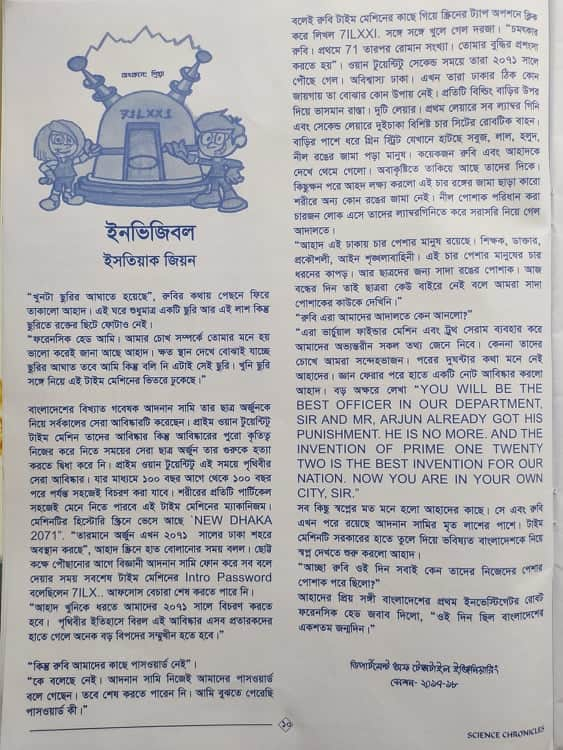 অংকনে: প্রিয়া
71LXX1
ইনভিজিবল
ইসতিয়াক জিয়ন
“খুনটা ছুরির আঘাতে হয়েছে”, রুবির কথায় পেছনে ফিরে
তাকালো আহাদ। এই ঘরে শুধুমাত্র একটি ছুরি আর এই লাশ কিন্তু
ছুরিতে রক্তের ছিটে ফোটাও নেই।
“ফরেনসিক হেড আমি। আমার চোখ সম্পর্কে তোমার মনে হয়
ভালো করেই জানা আছে আহাদ। ক্ষত স্থান দেখে বোঝাই যাচ্ছে
ছুরির আঘাত তবে আমি কিন্তু বলি নি এটাই সেই ছুরি। খুনি ছুরি
সঙ্গে নিয়ে এই টাইম মেশিনের ভিতরে ঢুকেছে।”
বাংলাদেশের বিখ্যাত গবেষক আদনান সামি তার ছাত্র অর্জুনকে
নিয়ে সর্বকালের সেরা আবিষ্কারটি করেছেন। প্রাইম ওয়ান টুয়েন্টিটু
টাইম মেশিন তাদের আবিষ্কার কিন্তু আবিষ্কারের পুরো কৃতিত্ব
নিজের করে নিতে সময়ের সেরা ছাত্র অর্জুন তার গুরুকে হত্যা
করতে দ্বিধা করে নি। প্রাইম ওয়ান টুয়েন্টিটু এই সময়ে পৃথিবীর
সেরা আবিষ্কার। যার মাধ্যমে ১০০ বছর আগে থেকে ১০০ বছর
পরে পর্যন্ত সহজেই বিচরণ করা যাবে। শরীরের প্রতিটি পার্টিকেল
সহজেই মেনে নিতে পারবে এই টাইম মেশিনের ম্যাকানিজম।
মেশিনটির হিস্টোরি স্ক্রিনে ভেসে আছে `NEW DHAKA
2071”. “তারমানে অর্জুন এখন ২০৭১ সালের ঢাকা শহরে
অবস্থান করছে”, আহাদ স্ক্রিনে হাত বোলানোর সময় বলল। ছোট্ট
কক্ষে পৌঁছানোর আগে বিজ্ঞানী আদনান সামি ফোন করে সব বলে
দেয়ার সময় সবশেষ টাইম মেশিনের Intro Password
বলেছিলেন 7ILX.. আফসোস বেচারা শেষ করতে পারে নি।
“আহাদ খুনিকে ধরতে আমাদের ২০৭১ সালে বিচরণ করতে
হবে। পৃথিবীর ইতিহাসে বিরল এই আবিষ্কার এসব প্রতারকদের
হাতে গেলে অনেক বড় বিপদের সম্মুখীন হতে হবে।”
“কিন্তু রুবি আমাদের কাছে পাসওয়ার্ড নেই”।
“কে বলেছে নেই। আদনান সামি নিজেই আমাদের পাসওয়ার্ড
বলে গেছেন। তবে শেষ করতে পারেন নি। আমি বুঝতে পেরেছি
পাসওয়ার্ড কী।”
বলেই রুবি টাইম মেশিনের কাছে গিয়ে স্ক্রিনের ট্যাপ অপশনে ক্লিক
করে লিখল 7ILXXI. সঙ্গে সঙ্গে খুলে গেল দরজা। “চমৎকার
রুবি। প্রথমে 71 তারপর রোমান সংখ্যা। তোমার বুদ্ধির প্রশংসা
করতে হয়”। ওয়ান টুয়েন্টিটু সেকেন্ড সময়ে তারা ২০৭১ সালে
পৌছে গেল। অবিশ্বাস্য ঢাকা। এখন তারা ঢাকার ঠিক কোন
জায়গায় তা বোঝার কোন উপায় নেই। প্রতিটি বিল্ডিং বাড়ির উপর
দিয়ে ভাসমান রাস্তা। দুটি লেয়ার। প্রথম লেয়ারে সব ল্যাম্বর গিনি
এবং সেকেন্ড লেয়ারে দুইচাকা বিশিষ্ট চার সিটের রোবটিক বাহন।
বাড়ির পাশে ধরে গ্রিন স্ট্রিট যেখানে হাটছে সবুজ, লাল, হলুদ,
নীল রঙের জামা পড়া মানুষ। কয়েকজন রুবি এবং আহাদকে
দেখে থেমে গেলো। অবাকৃষ্টিতে তাকিয়ে আছে তাদের দিকে।
কিছুক্ষন পরে আহদ লক্ষ্য করলো এই চার রঙের জামা ছাড়া কারো
শরীরে অন্য কোন রঙের জামা নেই। নীল পোশাক পরিধান করা
চারজন লোক এসে তাদের ল্যাম্বরগিনিতে করে সরাসরি নিয়ে গেল
আদালতে।
“আহাদ এই ঢাকায় চার পেশার মানুষ রয়েছে। শিক্ষক, ডাক্তার,
প্রকৌশলী, আইন শৃঙ্খলাবাহিনী। এই চার পেশার মানুষের চার
ধরনের কাপড়। আর ছাত্রদের জন্য সাদা রঙের পোশাক। আজ
বন্ধের দিন তাই ছাত্ররা কেউ বাইরে নেই বলে আমরা সাদা
পোশাকের কাউকে দেখিনি।”
“রুবি এরা আমাদের আদালতে কেন আনলো?”
“এরা ভার্চুয়াল ফাইন্ডার মেশিন এবং ট্রুথ সেরাম ব্যবহার করে
আমাদের অভ্যন্তরীন সকল তথ্য জেনে নিবে। কেননা তাদের
চোখে আমরা সন্দেহভাজন। পরের দুঘন্টার কথা মনে নেই
আহাদের। জ্ঞান ফেরার পরে হাতে একটি নোট আবিষ্কার করলো
আহাদ। বড় অক্ষরে লেখা “YOU WILL BE THE
BEST OFFICER IN OUR DEPARTMENT,
SIR AND MR, ARJUN ALREADY GOT HIS
PUNISHMENT. HE IS NO MORE. AND THE
INVENTION OF PRIME ONE TWENTY
TWO IS THE BEST INVENTION FOR OUR
NATION. NOW YOU ARE IN YOUR OWN
CITY, SIR.”
সব কিছু স্বপ্নের মত মনে হলো আহাদের কাছে। সে এবং রুবি
এখন পরে রয়েছে আদনান সামির মৃত লাশের পাশে। টাইম
মেশিনটি সরকারের হাতে তুলে দিয়ে ভবিষ্যত বাংলাদেশকে নিয়ে
স্বপ্ন দেখতে শুরু করলো আহাদ।
“আচ্ছা রুবি ওই দিন সবাই কেন তাদের নিজেদের পেশার
পোশাক পরে ছিলো?”
আহাদের প্রিয় সঙ্গী বাংলাদেশের প্রথম ইনভেস্টিগেটর রোবট
ফরেনসিক হেড জবাব দিলো, “ওই দিন ছিল বাংলাদেশের
একশতম জন্মদিন।”
ডিপার্টমেন্ট অফ টেক্সটাইল ইঞ্জিনিয়ারিং
সেশন- ২০১৭-১৮
১০
SCIENCE CHRONICLES